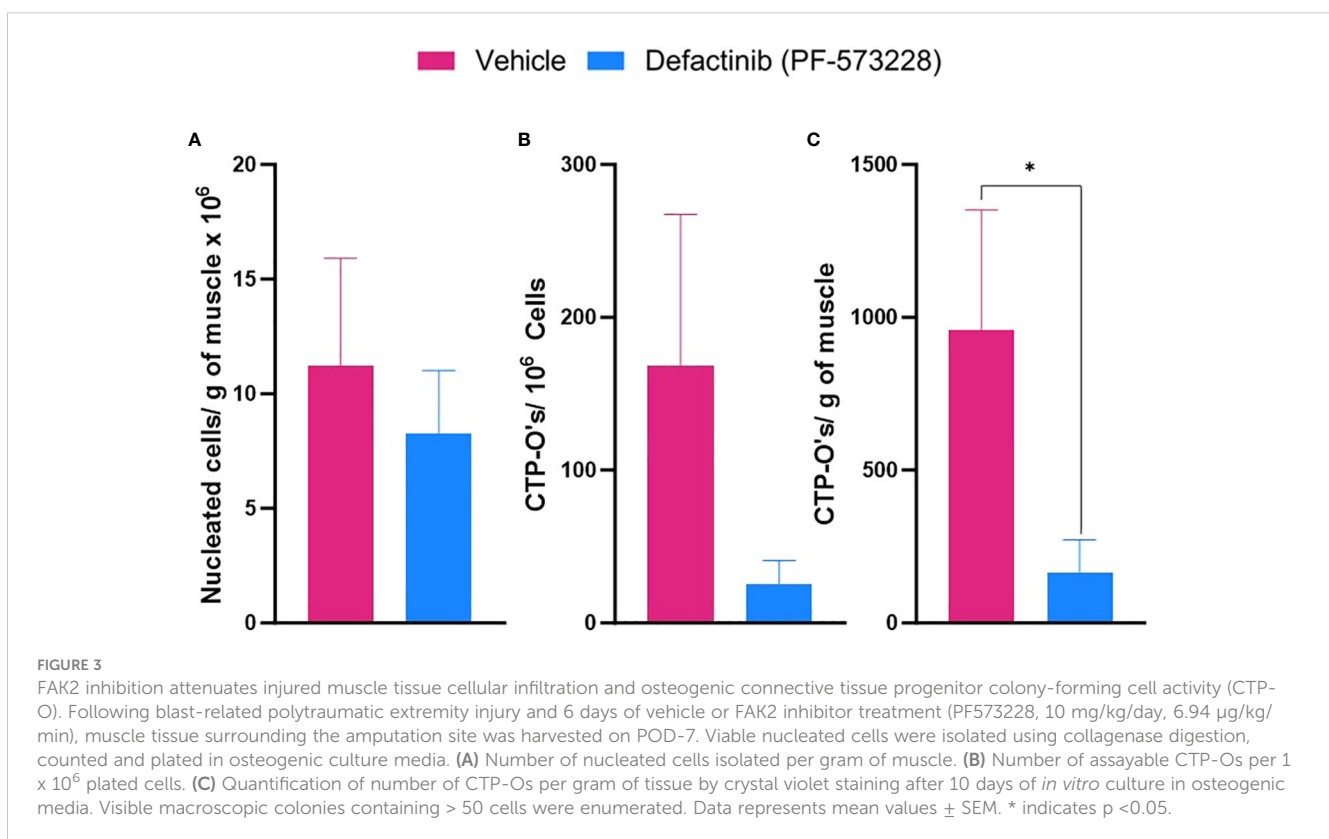 Vehicle Defactinib (PF-573228)
A
Nucleated cells/ g of muscle x 10⁶
20
15
10
5
0
B
CTP-O's/ 10⁶ Cells
300
200
100
0
C
CTP-O's/ g of muscle
1500
1000
500
0
*
FIGURE 3
FAK2 inhibition attenuates injured muscle tissue cellular infiltration and osteogenic connective tissue progenitor colony-forming cell activity (CTP-
O). Following blast-related polytraumatic extremity injury and 6 days of vehicle or FAK2 inhibitor treatment (PF573228, 10 mg/kg/day, 6.94 µg/kg/
min), muscle tissue surrounding the amputation site was harvested on POD-7. Viable nucleated cells were isolated using collagenase digestion,
counted and plated in osteogenic culture media. (A) Number of nucleated cells isolated per gram of muscle. (B) Number of assayable CTP-Os per 1
x 10⁶ plated cells. (C) Quantification of number of CTP-Os per gram of tissue by crystal violet staining after 10 days of in vitro culture in osteogenic
media. Visible macroscopic colonies containing > 50 cells were enumerated. Data represents mean values ± SEM. * indicates p <0.05.